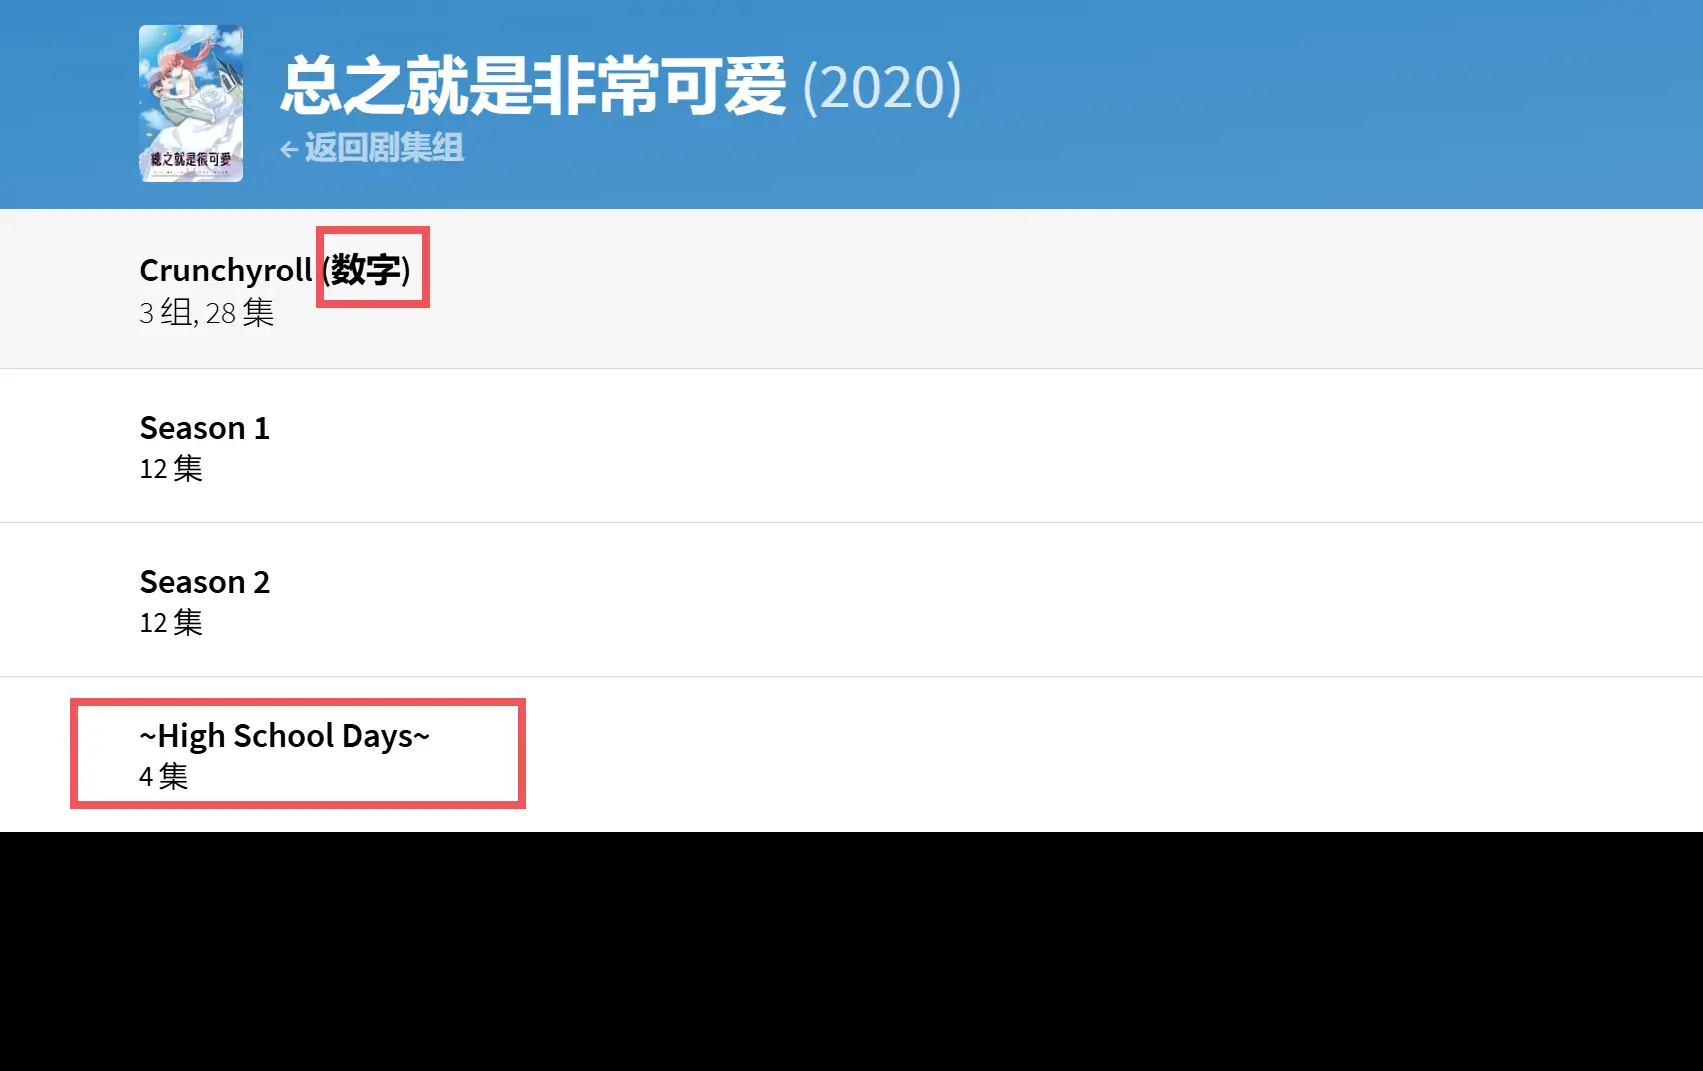 總之就是很可愛
总之就是非常可爱 (2020)
← 返回剧集组
Crunchyroll (数字)
3 组, 28 集
Season 1
12 集
Season 2
12 集
~High School Days~
4 集